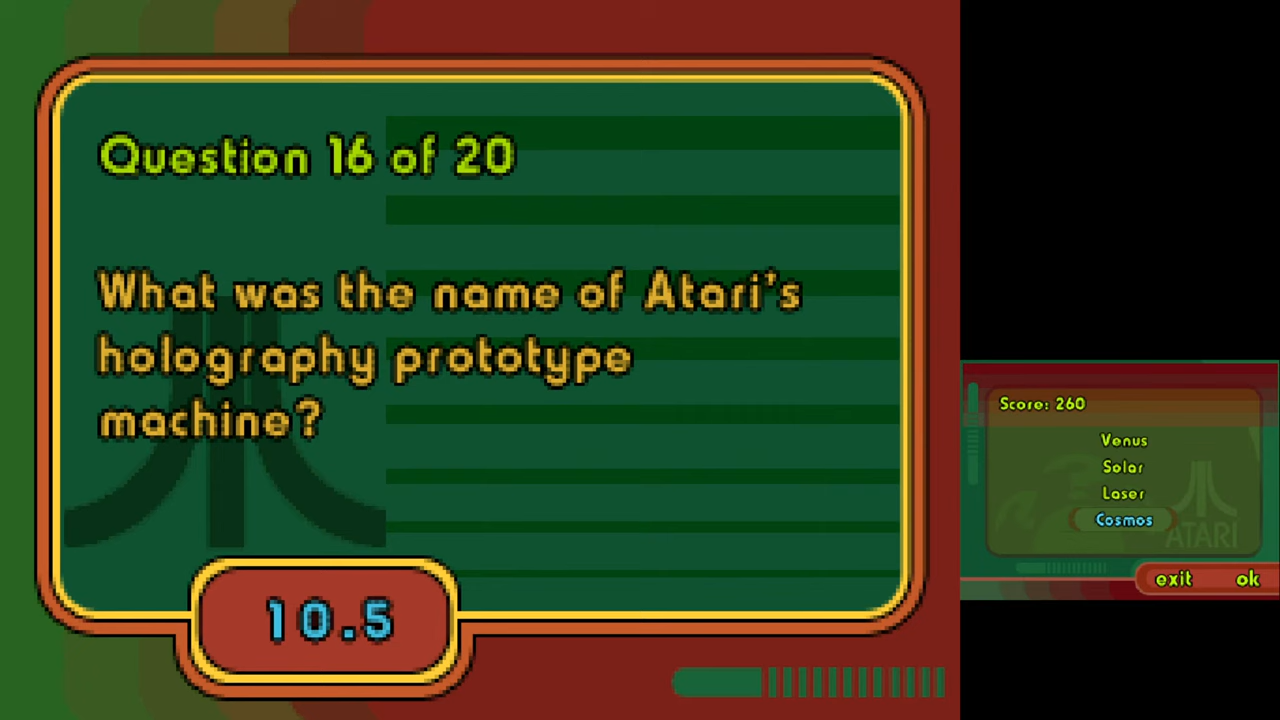 Question 16 of 20
What was the name of Atari's
holography prototype
machine?
10.5
Score: 260
Venus
Solar
Laser
Cosmos
ATARI
exit ok